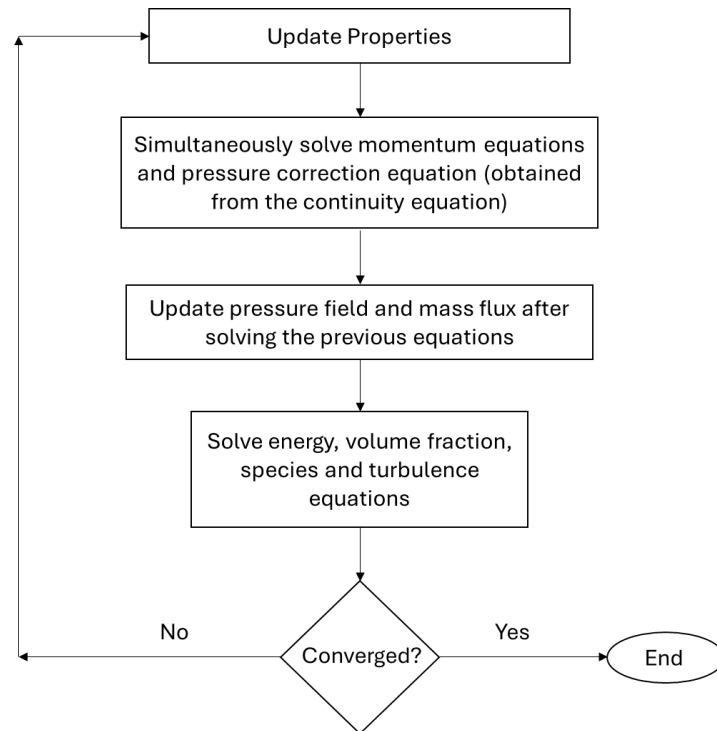 Update Properties
Simultaneously solve momentum equations
and pressure correction equation (obtained
from the continuity equation)
Update pressure field and mass flux after
solving the previous equations
Solve energy, volume fraction,
species and turbulence
equations
No
Converged?
Yes
End